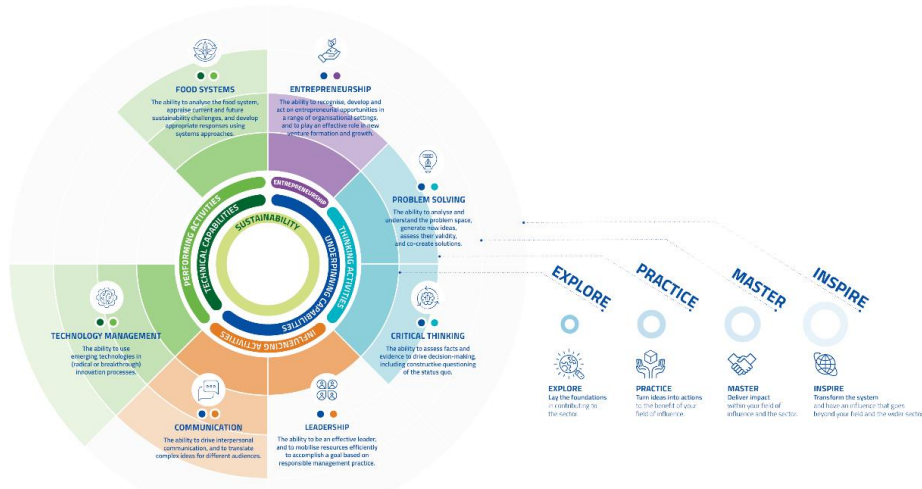 FOOD SYSTEMS
The ability to analyse the food system,
appraise current and future
sustainability challenges, and develop
appropriate responses using
systems approaches.
ENTREPRENEURSHIP
The ability to recognise, develop and
act on entrepreneurial opportunities in
a range of organisational settings,
and to play an effective role in new
venture formation and growth.
PROBLEM SOLVING
The ability to analyse and
understand the problem space,
generate new ideas,
assess their validity,
and co-create solutions.
CRITICAL THINKING
The ability to assess facts and
evidence to drive decision-making,
including constructive questioning
of the status quo.
LEADERSHIP
The ability to be an effective leader,
and to mobilise resources efficiently
to accomplish a goal based on
responsible management practice.
COMMUNICATION
The ability to drive interpersonal
communication, and to translate
complex ideas for different audiences.
TECHNOLOGY MANAGEMENT
The ability to use
emerging technologies in
(radical or breakthrough)
innovation processes.
PERFORMING ACTIVITIES
TECHNICAL CAPABILITIES
ENTREPRENEURSHIP
SUSTAINABILITY
UNDERPINNING CAPABILITIES
THINKING ACTIVITIES
INFLUENCING ACTIVITIES
EXPLORE
PRACTICE
MASTER
INSPIRE
EXPLORE
Lay the foundations
in contributing to
the sector.
PRACTICE
Turn ideas into actions
to the benefit of your
field of influence.
MASTER
Deliver impact
within your field of
influence and the sector.
INSPIRE
Transform the system
and have an influence that goes
beyond your field and the wider sector